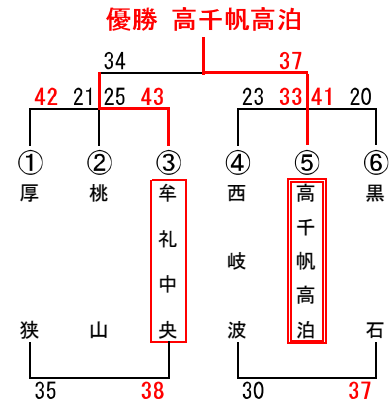 優勝 高千帆高泊
34 37
42 21 25 43 23 33 41 20
① ② ③ ④ ⑤ ⑥
厚狭
桃山
牟礼中央
西岐波
高千帆高泊
黒石
35 38 30 37